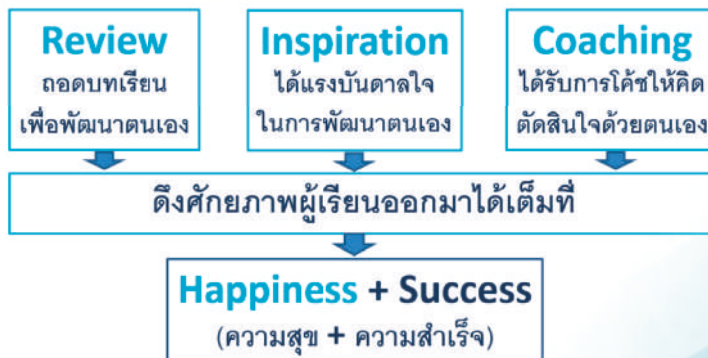 Review
ถอดบทเรียน
เพื่อพัฒนาตนเอง
Inspiration
ได้แรงบันดาลใจ
ในการพัฒนาตนเอง
Coaching
ได้รับการโค้ชให้คิด
ตัดสินใจด้วยตนเอง
ดึงศักยภาพผู้เรียนออกมาได้เต็มที่
Happiness + Success
(ความสุข + ความสำเร็จ)